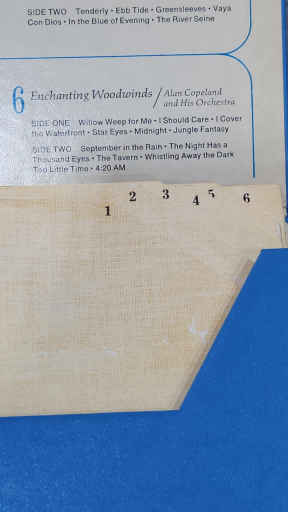 SIDE TWO Tenderly • Ebb Tide • Greensleeves • Vaya
Con Dios • In the Blue of Evening • The River Seine
6 Enchanting Woodwinds / Alan Copeland
and His Orchestra
SIDE ONE Willow Weep for Me • I Should Care • I Cover
the Waterfront • Star Eyes • Midnight • Jungle Fantasy
SIDE TWO September in the Rain • The Night Has a
Thousand Eyes • The Tavern • Whistling Away the Dark
Too Little Time • 4:20 AM
1 2 3 4 5 6